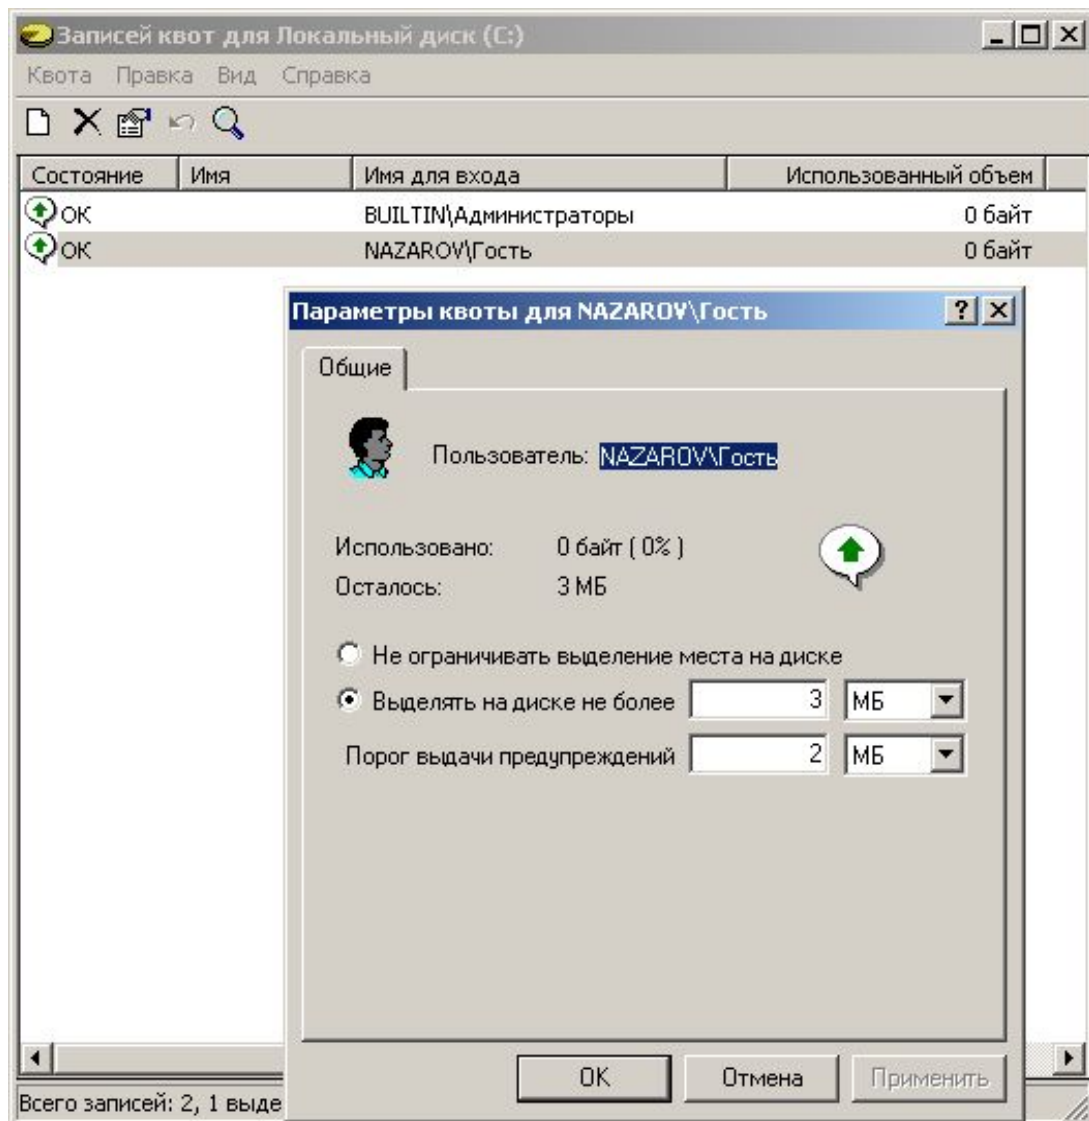 Записей квот для Локальный диск (C:)
Квота Правка Вид Справка
Состояние Имя Имя для входа Использованный объем
ОК BUILTIN\Администраторы 0 байт
ОК NAZAROV\Гость 0 байт
Параметры квоты для NAZAROV\Гость
Общие
Пользователь: NAZAROV\Гость
Использовано: 0 байт ( 0% )
Осталось: 3 МБ
Не ограничивать выделение места на диске
Выделять на диске не более 3 МБ
Порог выдачи предупреждений 2 МБ
ОК Отмена Применить
Всего записей: 2, 1 выде